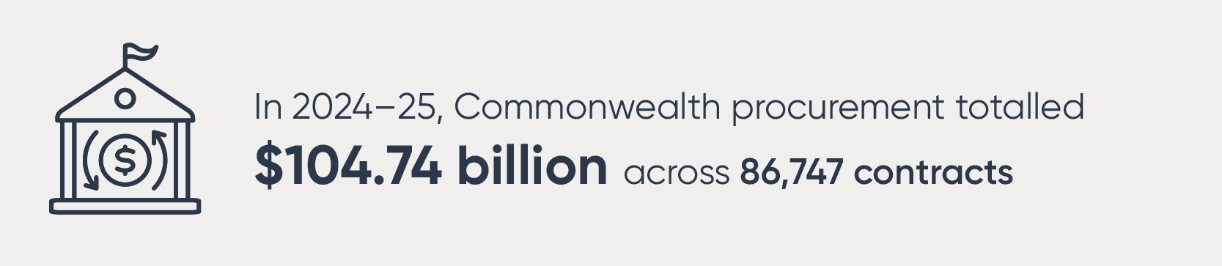 In 2024–25, Commonwealth procurement totalled
$104.74 billion across 86,747 contracts